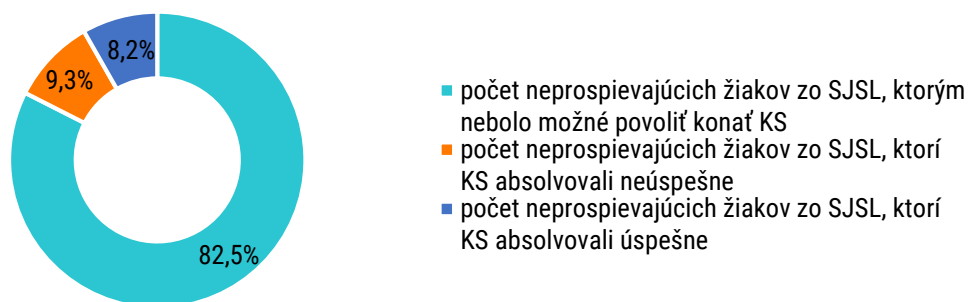 8,2%
9,3%
82,5%
počet neprospievajúcich žiakov zo SJSL, ktorým
nebolo možné povoliť konať KS
počet neprospievajúcich žiakov zo SJSL, ktorí
KS absolvovali neúspešne
počet neprospievajúcich žiakov zo SJSL, ktorí
KS absolvovali úspešne